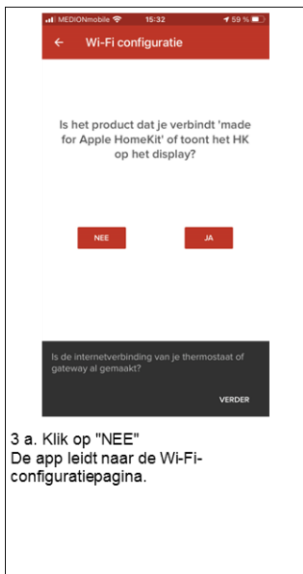 MEDIONmobile 15:32 59 %
Wi-Fi configuratie
Is het product dat je verbindt 'made
for Apple HomeKit' of toont het HK
op het display?
NEE JA
Is de internetverbinding van je thermostaat of
gateway al gemaakt?
VERDER
3 a. Klik op "NEE"
De app leidt naar de Wi-Fi-
configuratiepagina.